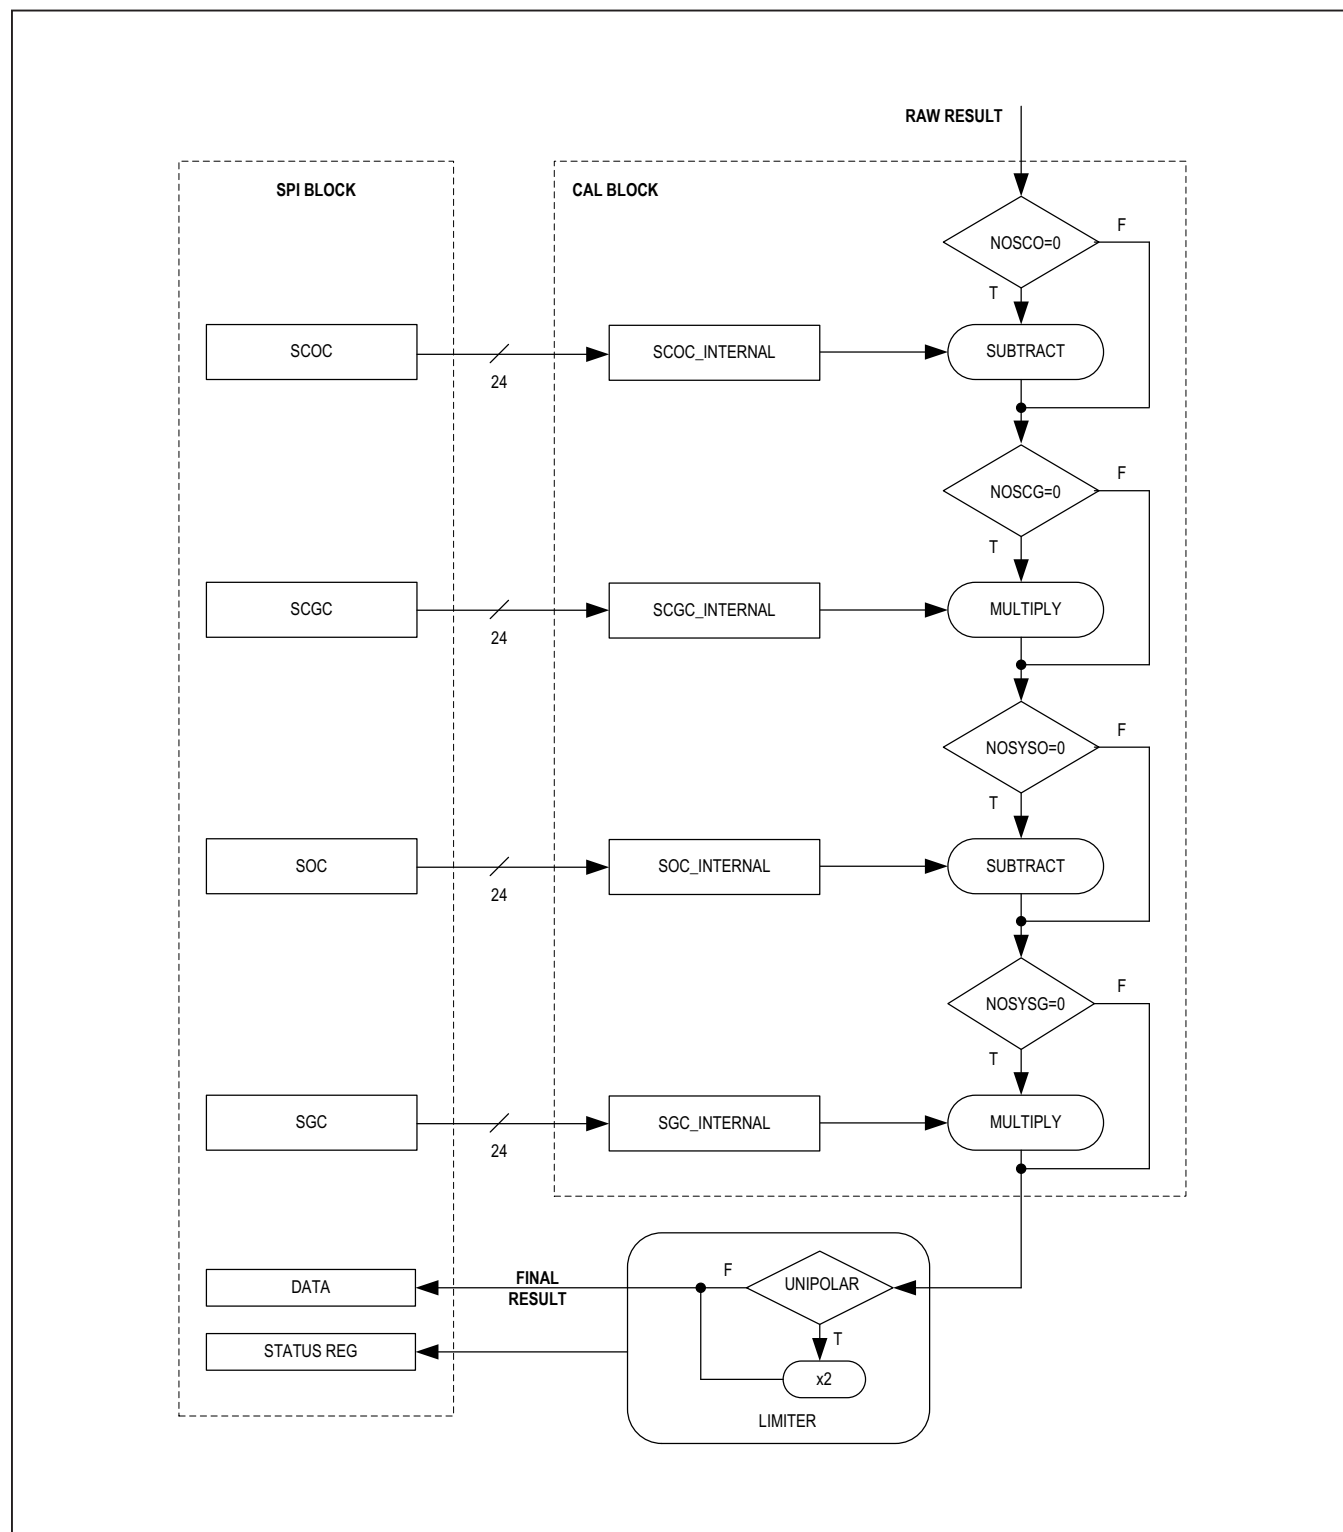 RAW RESULT
SPI BLOCK
CAL BLOCK
NOSCO=0
F
T
SCOC
24
SCOC_INTERNAL
SUBTRACT
NOSCG=0
F
T
SCGC
24
SCGC_INTERNAL
MULTIPLY
NOSYSO=0
F
T
SOC
24
SOC_INTERNAL
SUBTRACT
NOSYSG=0
F
T
SGC
24
SGC_INTERNAL
MULTIPLY
DATA
FINAL
RESULT
F
UNIPOLAR
T
STATUS REG
x2
LIMITER